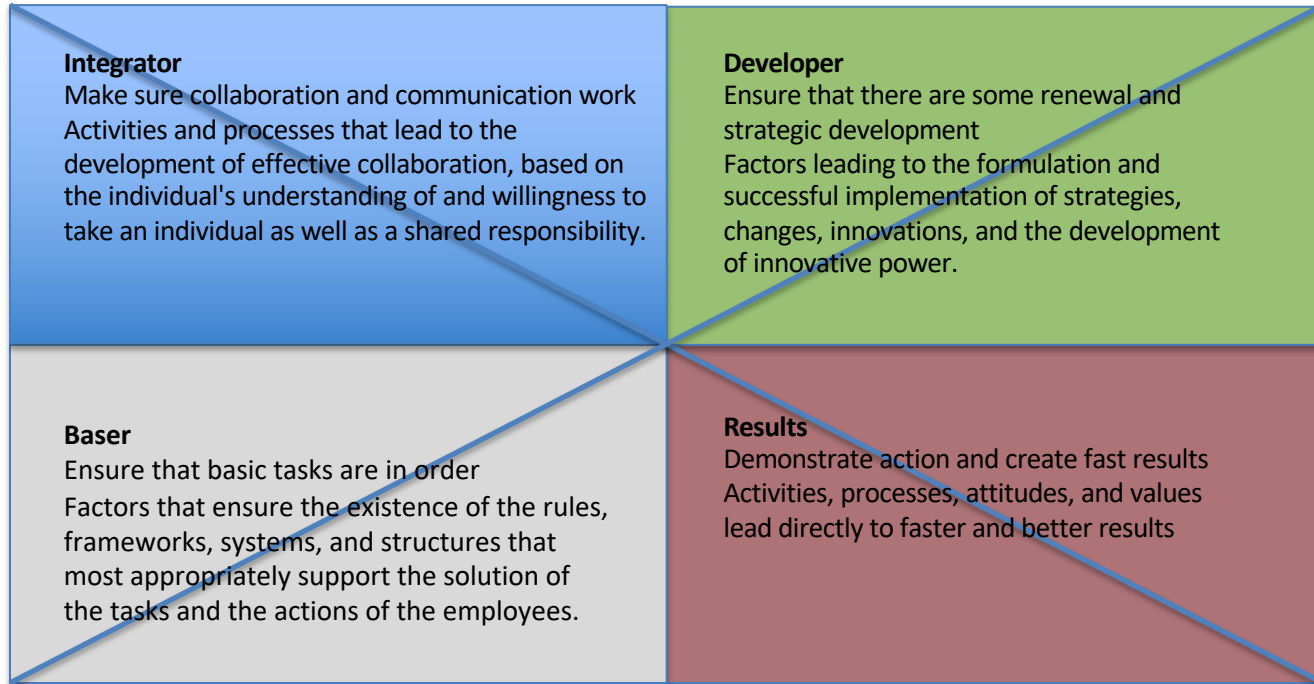 Integrator
Make sure collaboration and communication work
Activities and processes that lead to the
development of effective collaboration, based on
the individual's understanding of and willingness to
take an individual as well as a shared responsibility.
Developer
Ensure that there are some renewal and
strategic development
Factors leading to the formulation and
successful implementation of strategies,
changes, innovations, and the development
of innovative power.
Baser
Ensure that basic tasks are in order
Factors that ensure the existence of the rules,
frameworks, systems, and structures that
most appropriately support the solution of
the tasks and the actions of the employees.
Results
Demonstrate action and create fast results
Activities, processes, attitudes, and values
lead directly to faster and better results